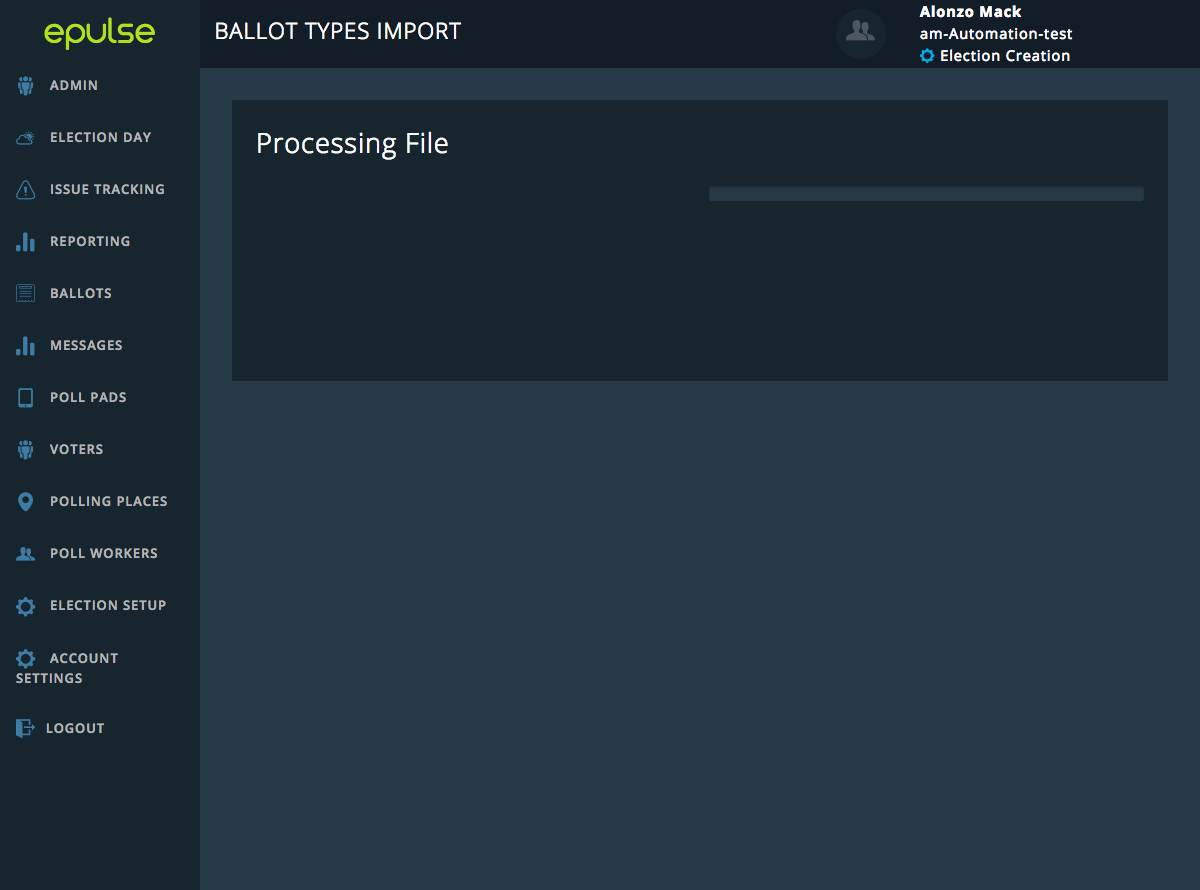 epulse
BALLOT TYPES IMPORT
Alonzo Mack
am-Automation-test
Election Creation
ADMIN
ELECTION DAY
ISSUE TRACKING
REPORTING
BALLOTS
MESSAGES
POLL PADS
VOTERS
POLLING PLACES
POLL WORKERS
ELECTION SETUP
ACCOUNT
SETTINGS
LOGOUT
Processing File